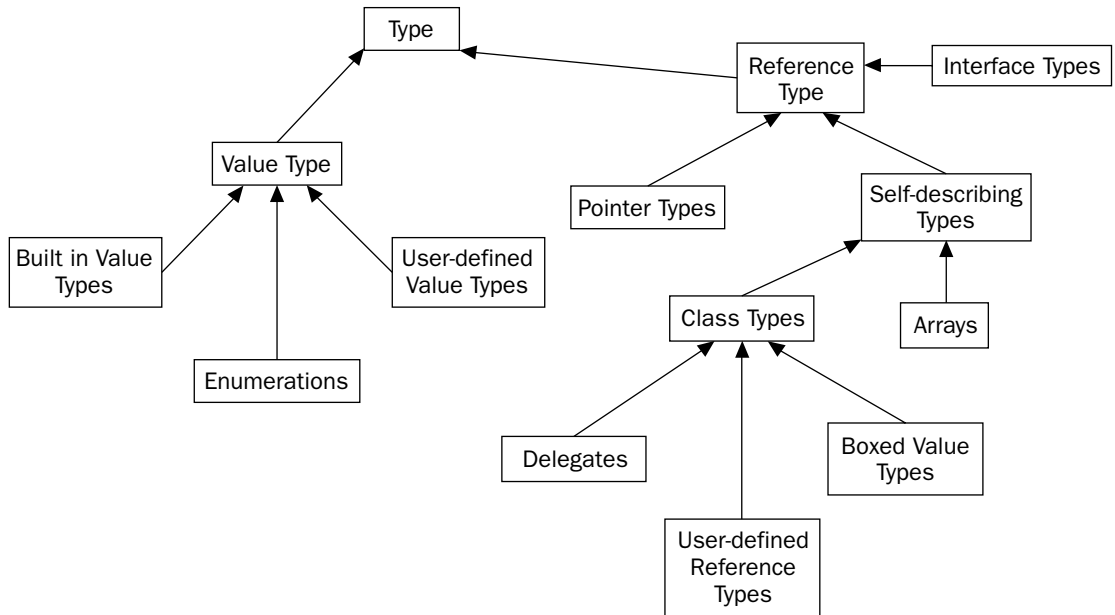 Type
Reference
Type
Interface Types
Value Type
Pointer Types
Self-describing
Types
Built in Value
Types
User-defined
Value Types
Class Types
Arrays
Enumerations
Delegates
Boxed Value
Types
User-defined
Reference
Types